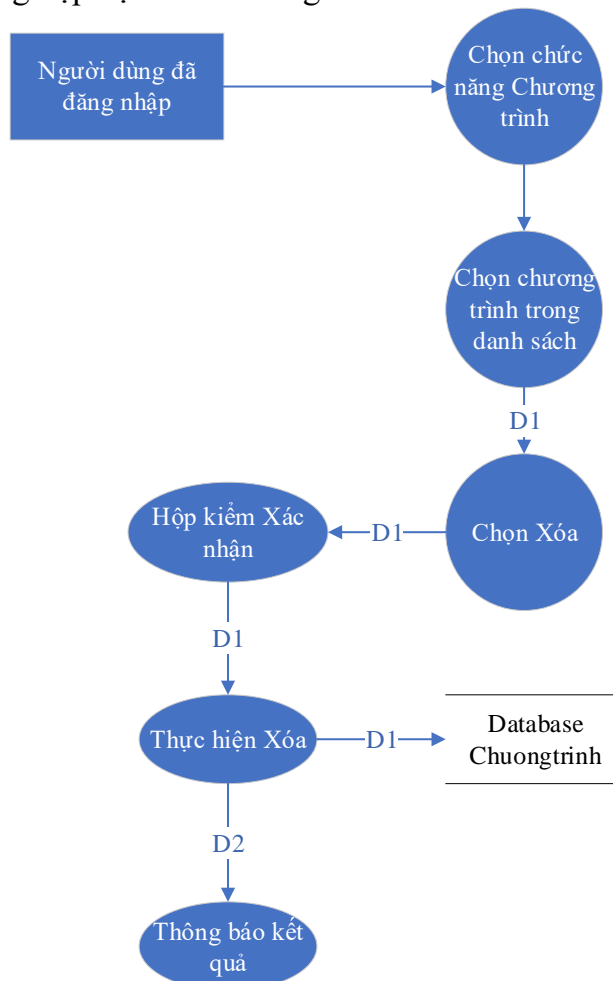 Người dùng đã
đăng nhập
Chọn chức
năng Chương
trình
Chọn chương
trình trong
danh sách
D1
Hộp kiểm Xác
nhận
D1
Chọn Xóa
D1
Thực hiện Xóa
D1
Database
Chuongtrinh
D2
Thông báo kết
quả